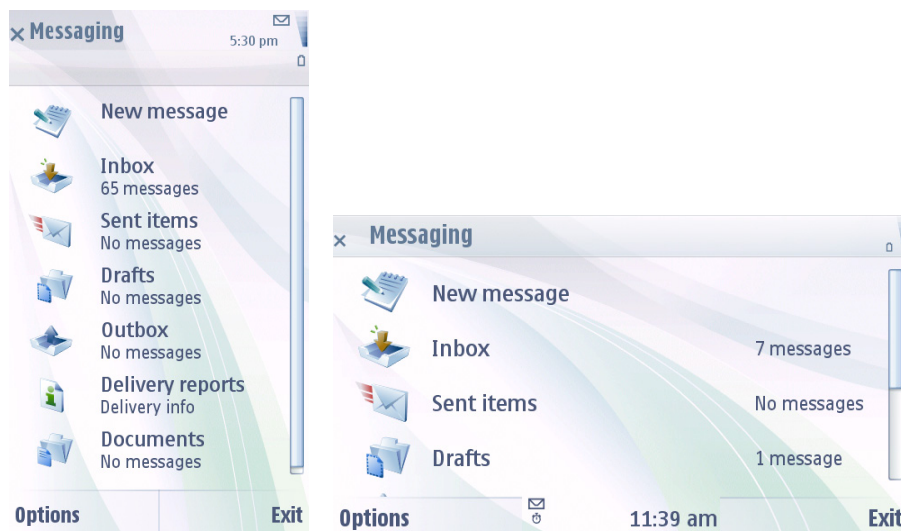 Messaging
5:30 pm
New message
Inbox
65 messages
Sent items
No messages
Drafts
No messages
Outbox
No messages
Delivery reports
Delivery info
Documents
No messages
Options Exit
Messaging
New message
Inbox 7 messages
Sent items No messages
Drafts 1 message
Options 11:39 am Exit